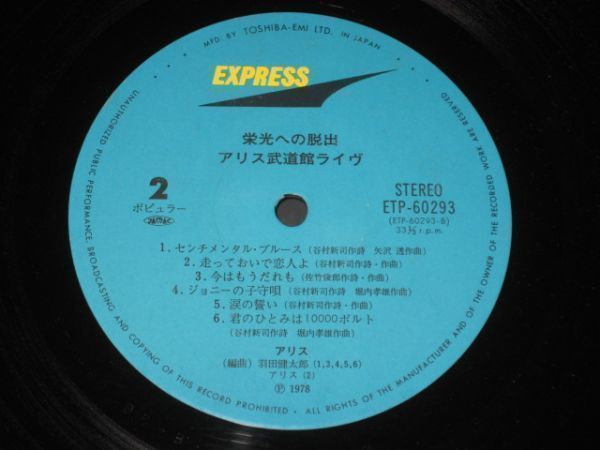 MFD BY TOSHIBA-EMI LTD. IN JAPAN
EXPRESS
栄光への脱出
アリス武道館ライヴ
2
ポピュラー
STEREO
ETP-60293
(ETP-60293-B)
33⅓ r.p.m.
1. センチメンタル・ブルース (谷村新司作詩 矢沢 透作曲)
2. 走っておいで恋人よ (谷村新司作詩・作曲)
3. 今はもうだれも (佐竹俊郎作詩・作曲)
4. ジョニーの子守唄 (谷村新司作詩 堀内孝雄作曲)
5. 涙の誓い (谷村新司作詩・作曲)
6. 君のひとみは10000ボルト
(谷村新司作詩 堀内孝雄作曲)
アリス
(編曲) 羽田健太郎 (1,3,4,5,6)
アリス (2)
Ⓟ 1978
UNAUTHORIZED PUBLIC PERFORMANCE, BROADCASTING AND COPYING OF THIS RECORD PROHIBITED • ALL RIGHTS OF THE MANUFACTURER AND OF THE OWNER OF THE RECORDED WORK ARE RESERVED